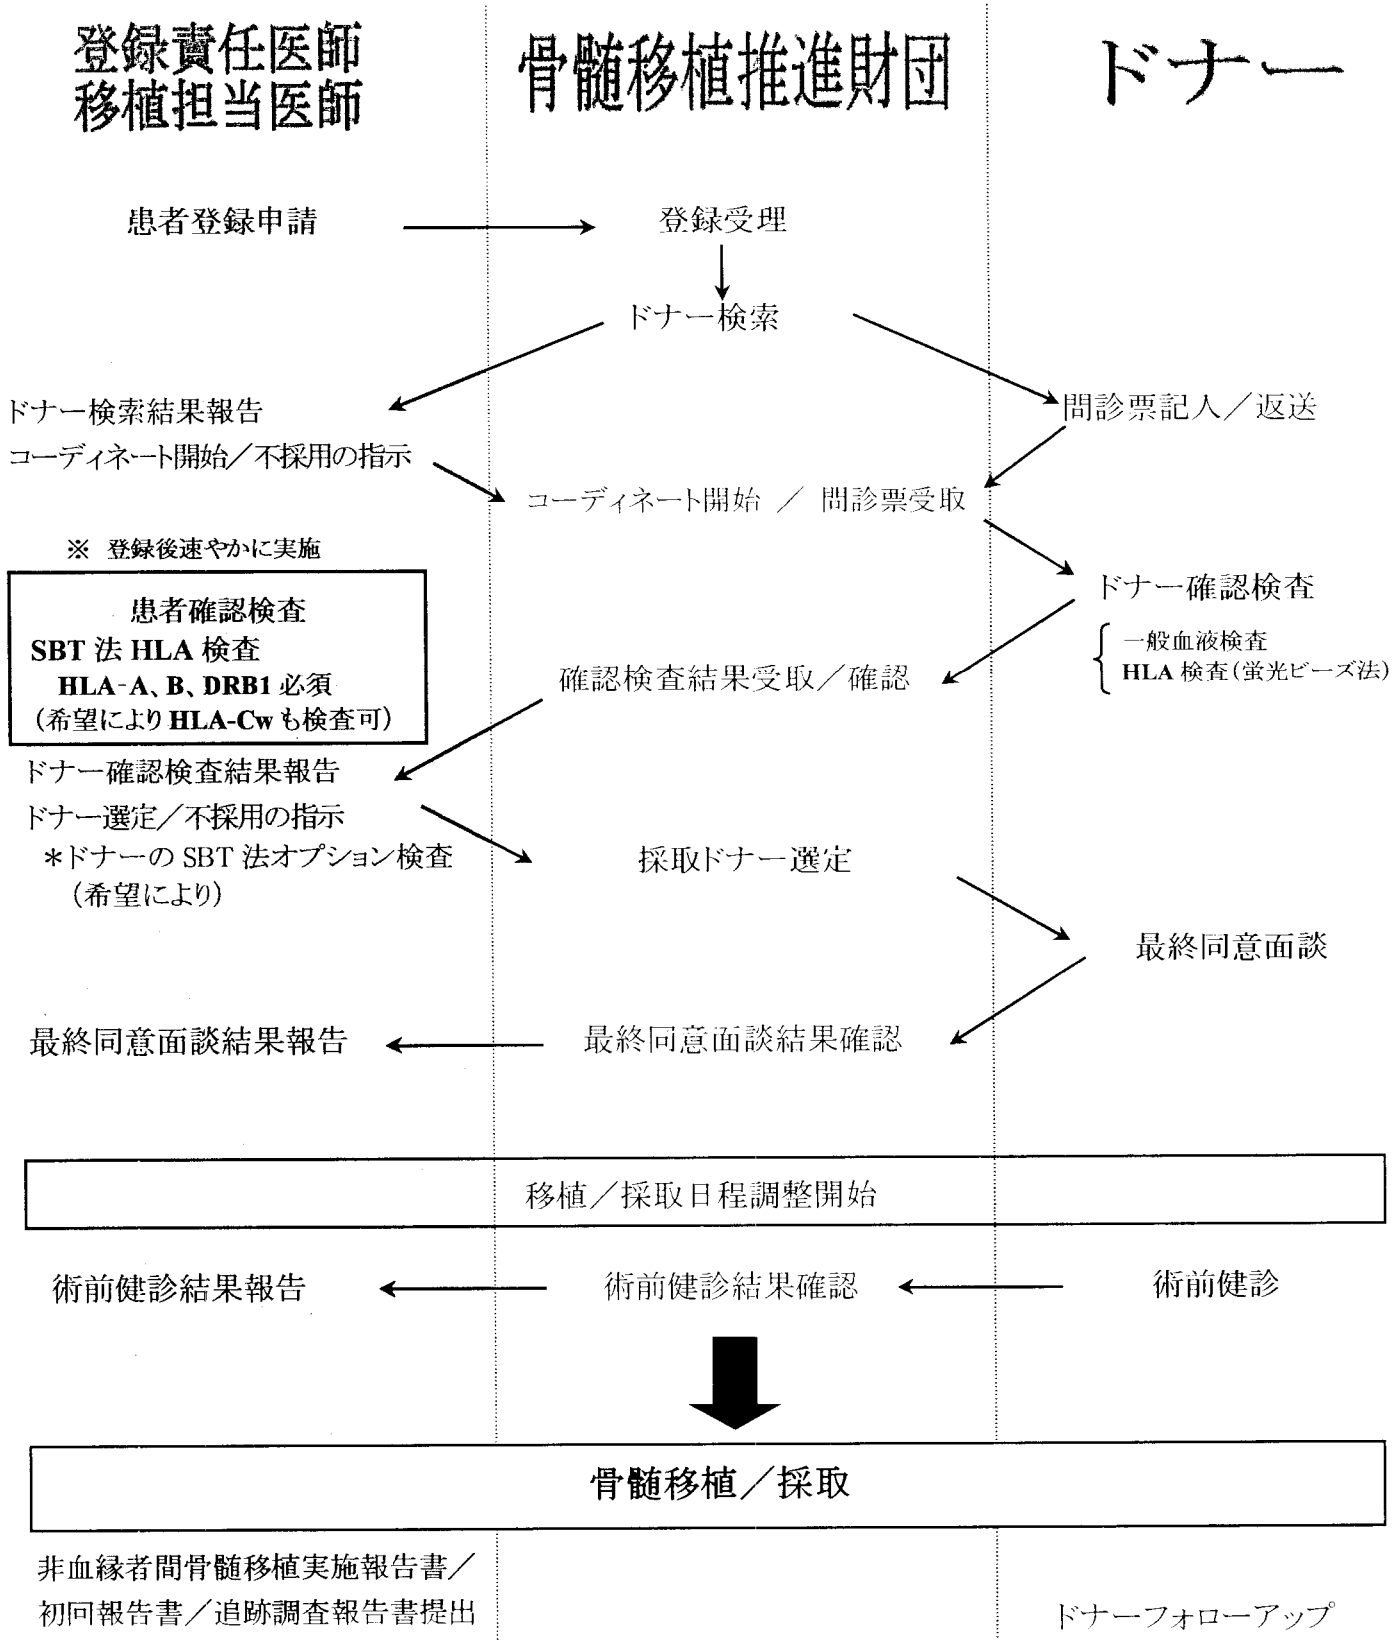 登録責任医師
移植担当医師
骨髄移植推進財団
ドナー
患者登録申請
登録受理
ドナー検索
ドナー検索結果報告
問診票記入／返送
コーディネート開始／不採用の指示
コーディネート開始 ／ 問診票受取
※ 登録後速やかに実施
患者確認検査
SBT 法 HLA 検査
HLA-A、B、DRB1 必須
（希望により HLA-Cw も検査可）
ドナー確認検査
一般血液検査
HLA 検査（蛍光ビーズ法）
確認検査結果受取／確認
ドナー確認検査結果報告
ドナー選定／不採用の指示
＊ドナーの SBT 法オプション検査
（希望により）
採取ドナー選定
最終同意面談
最終同意面談結果報告
最終同意面談結果確認
移植／採取日程調整開始
術前健診結果報告
術前健診結果確認
術前健診
骨髄移植／採取
非血縁者間骨髄移植実施報告書／
初回報告書／追跡調査報告書提出
ドナーフォローアップ